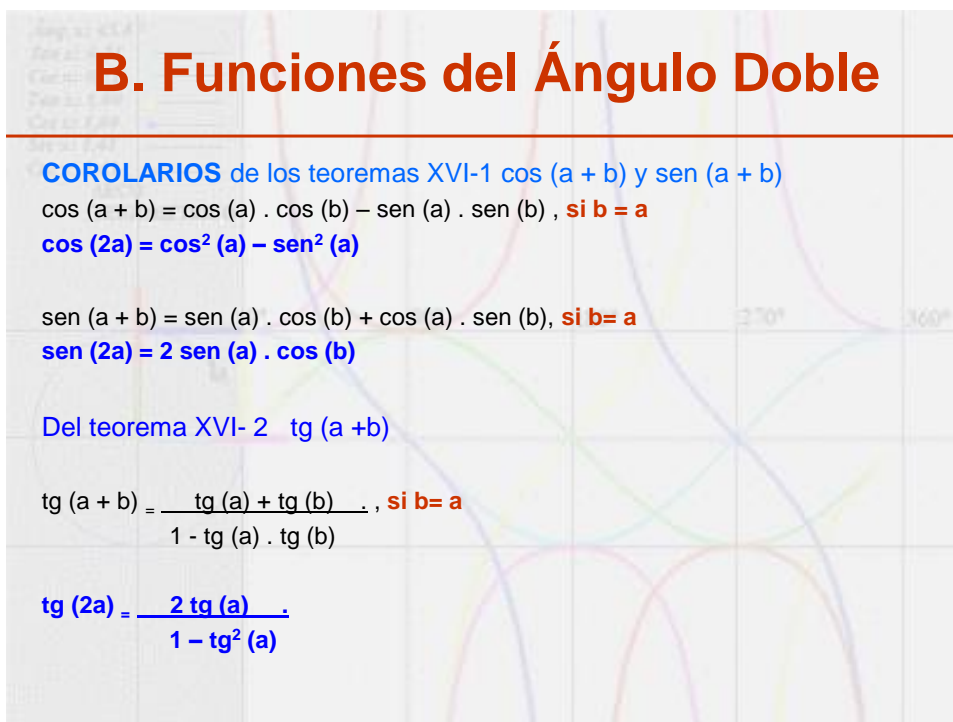 B. Funciones del Ángulo Doble
COROLARIOS de los teoremas XVI-1 cos (a + b) y sen (a + b)
cos (a + b) = cos (a) . cos (b) – sen (a) . sen (b) , si b = a
cos (2a) = cos² (a) – sen² (a)
sen (a + b) = sen (a) . cos (b) + cos (a) . sen (b), si b= a
sen (2a) = 2 sen (a) . cos (b)
Del teorema XVI- 2 tg (a +b)
tg (a + b) = tg (a) + tg (b) . , si b= a
1 - tg (a) . tg (b)
tg (2a) = 2 tg (a) .
1 – tg² (a)
270°
360°